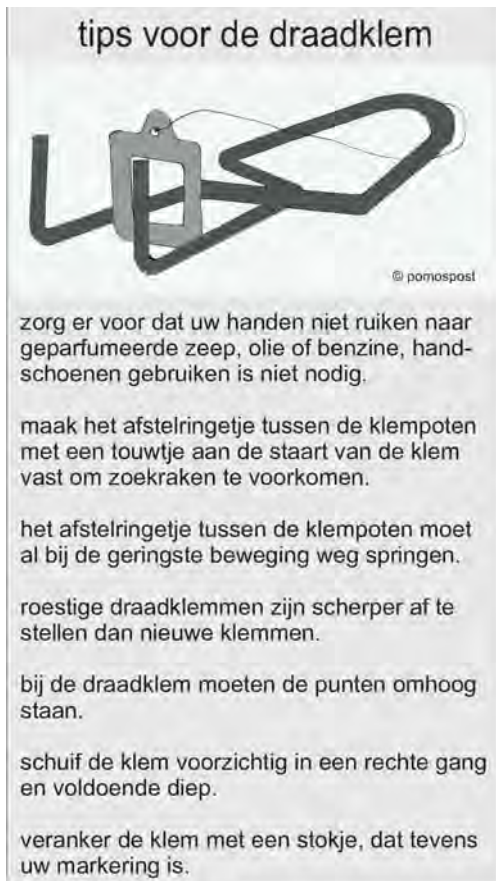 tips voor de draadklem
© pomospost
zorg er voor dat uw handen niet ruiken naar
geparfumeerde zeep, olie of benzine, hand-
schoenen gebruiken is niet nodig.
maak het afstelringetje tussen de klempoten
met een touwtje aan de staart van de klem
vast om zoekraken te voorkomen.
het afstelringetje tussen de klempoten moet
al bij de geringste beweging weg springen.
roestige draadklemmen zijn scherper af te
stellen dan nieuwe klemmen.
bij de draadklem moeten de punten omhoog
staan.
schuif de klem voorzichtig in een rechte gang
en voldoende diep.
veranker de klem met een stokje, dat tevens
uw markering is.